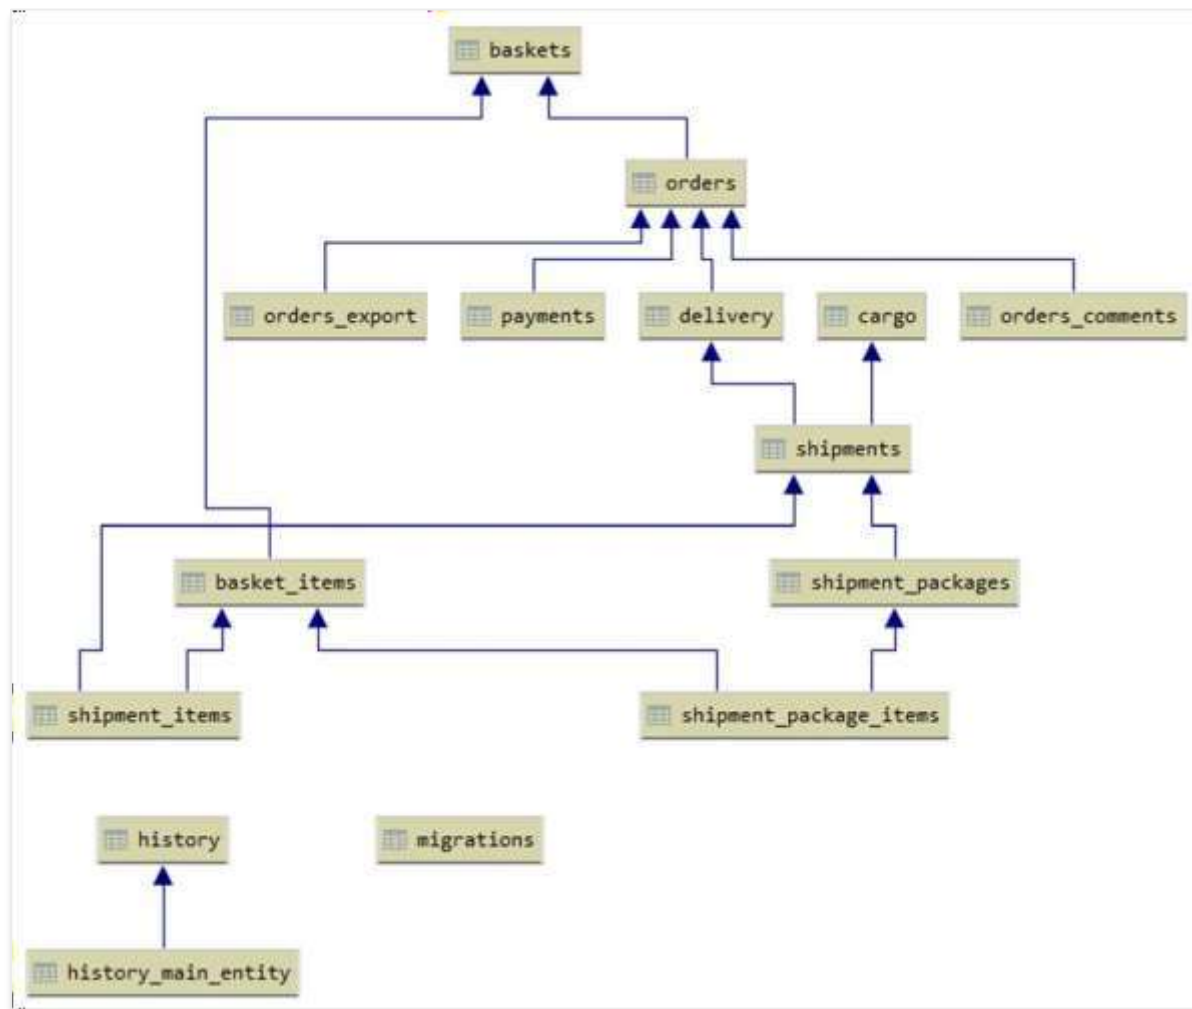 baskets
orders
orders_export
payments
delivery
cargo
orders_comments
shipments
basket_items
shipment_packages
shipment_items
shipment_package_items
history
migrations
history_main_entity